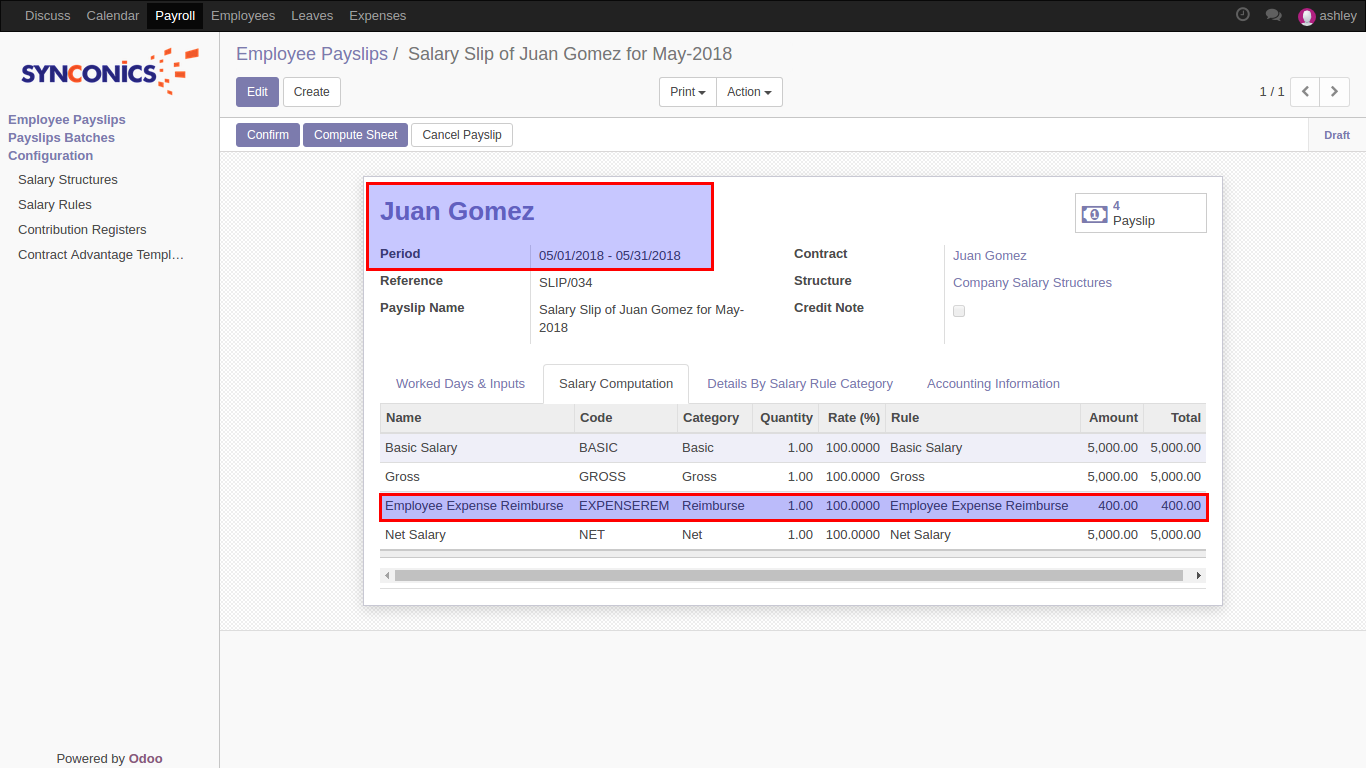 Discuss Calendar Payroll Employees Leaves Expenses ashley
SYNCONICS
Employee Payslips
Payslips Batches
Configuration
Salary Structures
Salary Rules
Contribution Registers
Contract Advantage Templ…
Powered by Odoo
Employee Payslips / Salary Slip of Juan Gomez for May-2018
Edit Create Print Action 1 / 1
Confirm Compute Sheet Cancel Payslip Draft
Juan Gomez
1
4
Payslip
Period 05/01/2018 - 05/31/2018 Contract Juan Gomez
Reference SLIP/034 Structure Company Salary Structures
Payslip Name Salary Slip of Juan Gomez for May- Credit Note
2018
Worked Days & Inputs Salary Computation Details By Salary Rule Category Accounting Information
Name Code Category Quantity Rate (%) Rule Amount Total
Basic Salary BASIC Basic 1.00 100.0000 Basic Salary 5,000.00 5,000.00
Gross GROSS Gross 1.00 100.0000 Gross 5,000.00 5,000.00
Employee Expense Reimburse EXPENSEREM Reimburse 1.00 100.0000 Employee Expense Reimburse 400.00 400.00
Net Salary NET Net 1.00 100.0000 Net Salary 5,000.00 5,000.00